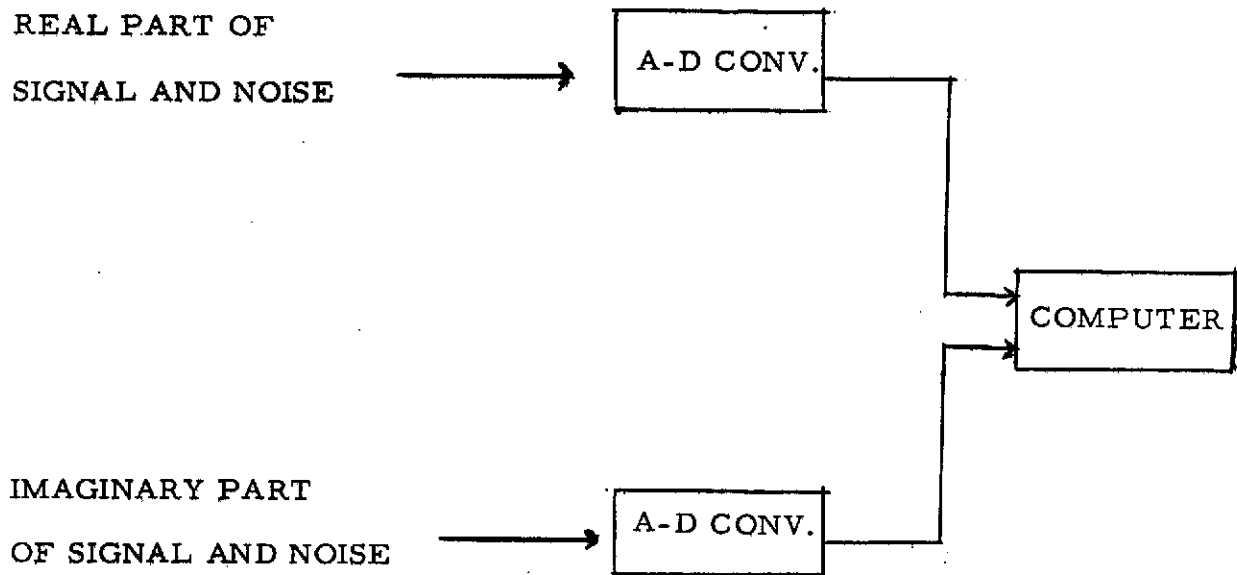 REAL PART OF
SIGNAL AND NOISE
A-D CONV.
COMPUTER
IMAGINARY PART
OF SIGNAL AND NOISE
A-D CONV.